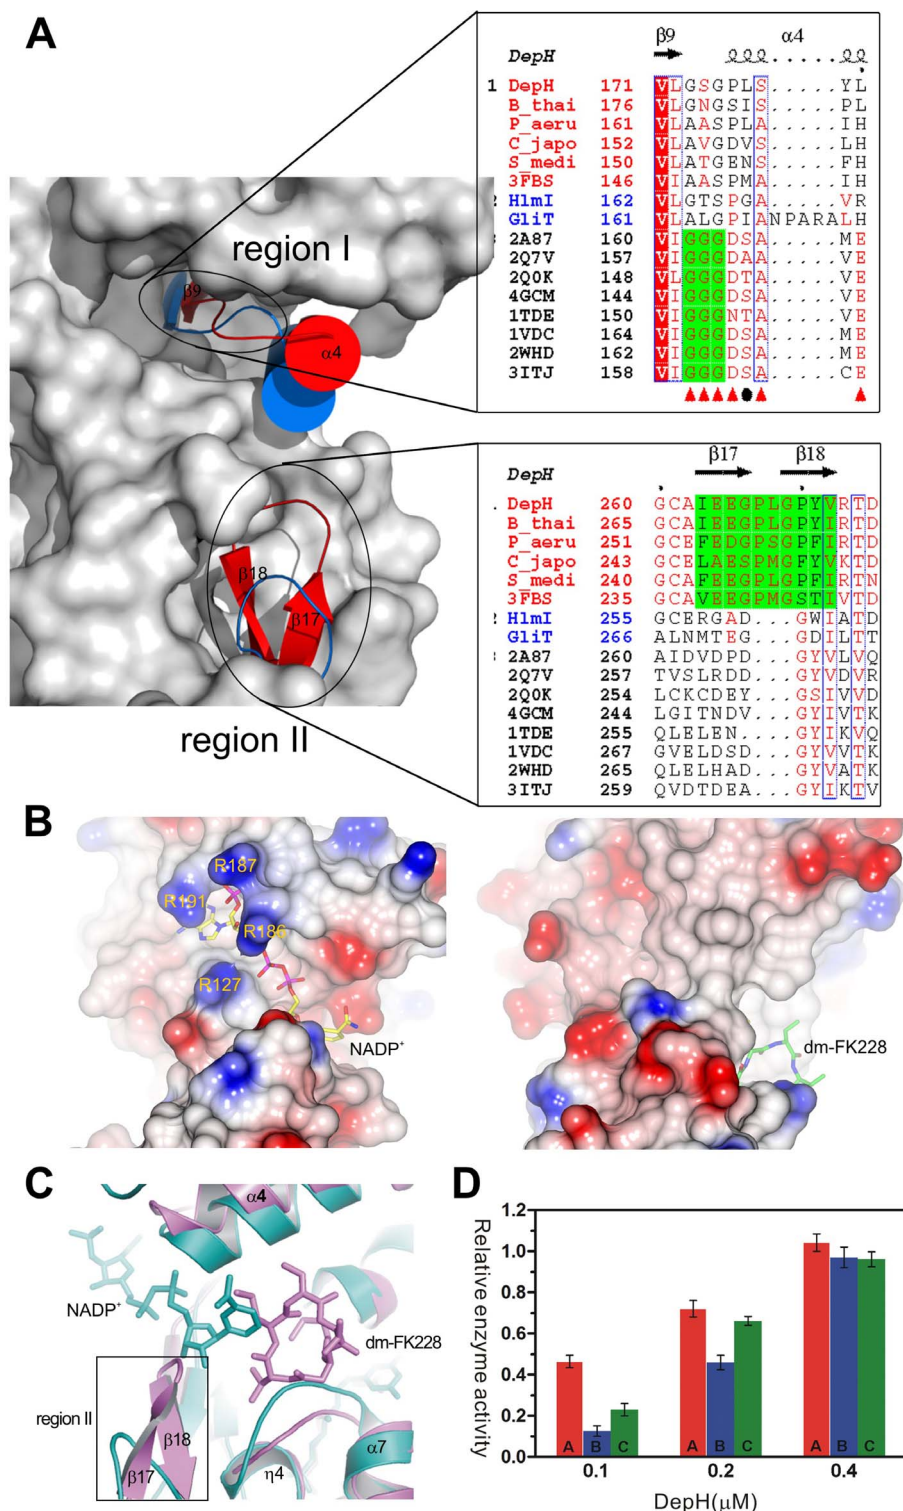 A
region I
β9
α4
β18
β17
region II
β9 α4
DepH
1 DepH 171 VLGSGPLS.....YL
B_thai 176 VLGNGSIS.....PL
P_aeru 161 VLAASPLA.....IH
C_japo 152 VLAVGDVS.....LH
S_medi 150 VLATGENS.....FH
3FBS 146 VIAASPMA.....IH
HlmI 162 VLGTSPGA.....VR
GliT 161 VLALGPIANPARALH
2A87 160 VIGGGDSA.....ME
2Q7V 157 VIGGGDAA.....VE
2Q0K 148 VLGGGDTA.....VE
4GCM 144 VIGGGDSA.....VE
1TDE 150 VIGGGNTA.....VE
1VDC 164 VIGGGDSA.....ME
2WHD 162 VIGGGDSA.....ME
3ITJ 158 VIGGGDSA.....CE
β17 β18
DepH
DepH 260 GCAIEEGPLGPYVRTD
B_thai 265 GCAIEEGPLGPYIRTD
P_aeru 251 GCEFEDGPLGPFIRTD
C_japo 243 GCELAESPMGFYVKTD
S_medi 240 GCAFEEGPLGPFIRTN
3FBS 235 GCAVEEGPMGSTIVTD
HlmI 255 GCERGAD...GWIATD
GliT 266 ALNMTEG...GDILTT
2A87 260 AIDVDPD...GYVLVQ
2Q7V 257 TVSLRDD...GYVDVR
2Q0K 254 LCKCDEY...GSIVVD
4GCM 244 LGITNDV...GYIVTK
1TDE 255 QLELEN....GYIKVQ
1VDC 267 GVELDSD...GYVVTK
2WHD 265 QLELHAD...GYVATK
3ITJ 259 QVDTDEA...GYIKTV
B
R187
R191
R186
R127
NADP+
dm-FK228
C
α4
NADP+
dm-FK228
region II
β18
β17
η4
α7
D
Relative enzyme activity
1.2
1.0
0.8
0.6
0.4
0.2
0.0
A B C A B C A B C
0.1 0.2 0.4
DepH(μM)